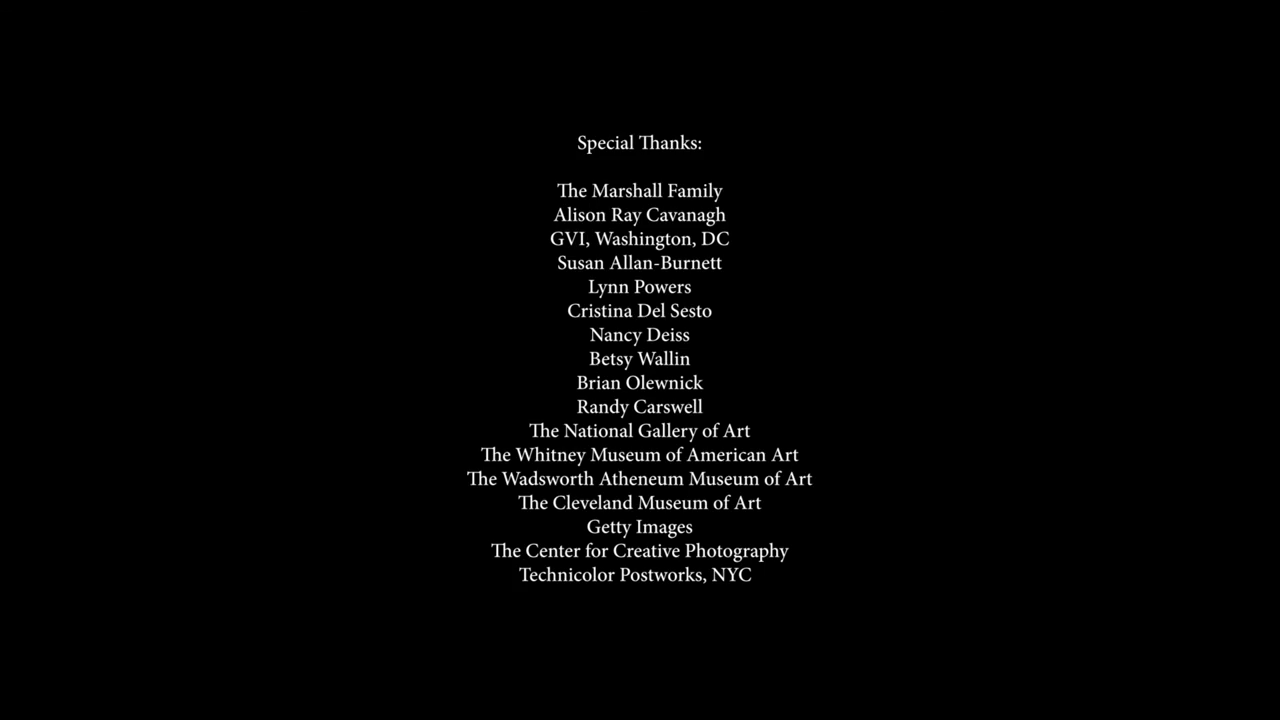 Special Thanks:
The Marshall Family
Alison Ray Cavanagh
GVI, Washington, DC
Susan Allan-Burnett
Lynn Powers
Cristina Del Sesto
Nancy Deiss
Betsy Wallin
Brian Olewnick
Randy Carswell
The National Gallery of Art
The Whitney Museum of American Art
The Wadsworth Atheneum Museum of Art
The Cleveland Museum of Art
Getty Images
The Center for Creative Photography
Technicolor Postworks, NYC